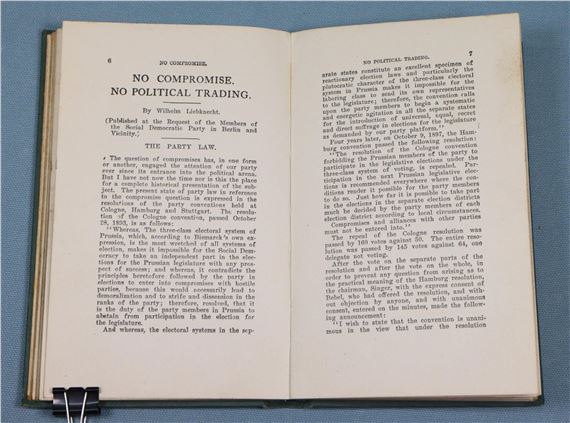 6 NO COMPROMISE.
NO COMPROMISE.
NO POLITICAL TRADING.
By Wilhelm Liebknecht.
(Published at the Request of the Members of
the Social Democratic Party in Berlin and
Vicinity.)
THE PARTY LAW.
The question of compromises has, in one form
or another, engaged the attention of our party
ever since its entrance into the political arena.
But I have not now the time nor is this the place
for a complete historical presentation of the sub-
ject. The present state of party law in reference
to the compromise question is expressed in the
resolutions of the party conventions held at
Cologne, Hamburg and Stuttgart. The resolu-
tion of the Cologne convention, passed October
28, 1893, is as follows:
"Whereas, The three-class electoral system of
Prussia, which, according to Bismarck's own ex-
pression, is the most wretched of all systems of
election, makes it impossible for the Social Dem-
ocracy to take an independent part in the elec-
tions for the Prussian legislature with any pros-
pect of success; and whereas, it contradicts the
principles heretofore followed by the party in
elections to enter into compromises with hostile
parties, because this would necessarily lead to
demoralization and to strife and dissension in the
ranks of the party; therefore, resolved, that it
is the duty of the party members in Prussia to
abstain from participation in the election for
the legislature.
And whereas, the electoral systems in the sep-
NO POLITICAL TRADING. 7
arate states constitute an excellent specimen of
reactionary election laws and particularly the
plutocratic character of the three-class electoral
system in Prussia makes it impossible for the
laboring class to send its own representatives
to the legislature; therefore, the convention calls
upon the party members to begin a systematic
and energetic agitation in all the separate states
for the introduction of universal, equal, secret
and direct suffrage in elections for the legislature
as demanded by our party platform."
Four years later, on October 9, 1897, the Ham-
burg convention passed the following resolution:
"The resolution of the Cologne convention
forbidding the Prussian members of the party to
participate in the legislative elections under the
three-class system of voting, is repealed. Par-
ticipation in the next Prussian legislative elec-
tions is recommended everywhere where the con-
ditions render it possible for the party members
to do so. Just how far it is possible to take part
in the elections in the separate election districts
must be decided by the party members of each
election district according to local circumstances.
Compromises and alliances with other parties
must not be entered into."
The repeal of the Cologne resolution was
passed by 160 votes against 50. The entire reso-
lution was passed by 145 votes against 64, one
delegate not voting.
After the vote on the separate parts of the
resolution and after the vote on the whole, in
order to prevent any question from arising as to
the practical meaning of the Hamburg resolution,
the chairman, Singer, with the express consent of
Bebel, who had offered the resolution, and with-
out objection by anyone, and with unanimous
consent, entered on the minutes, made the follow-
ing announcement:
"I wish to state that the convention is unani-
mous in the view that under the resolution